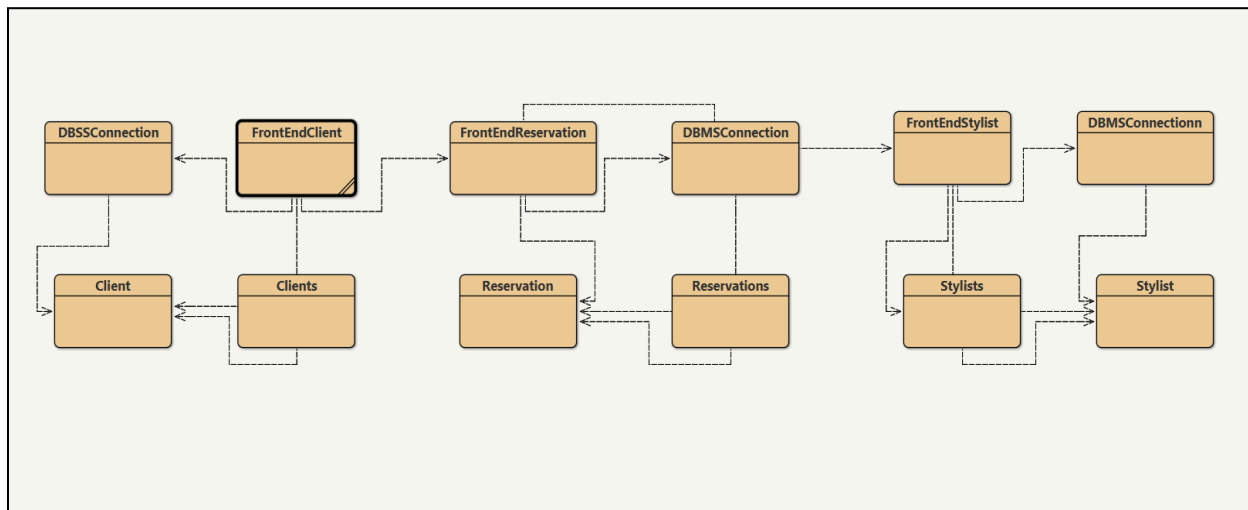 DBSSConnection
FrontEndClient
FrontEndReservation
DBMSConnection
FrontEndStylist
DBMSConnectionn
Client
Clients
Reservation
Reservations
Stylists
Stylist